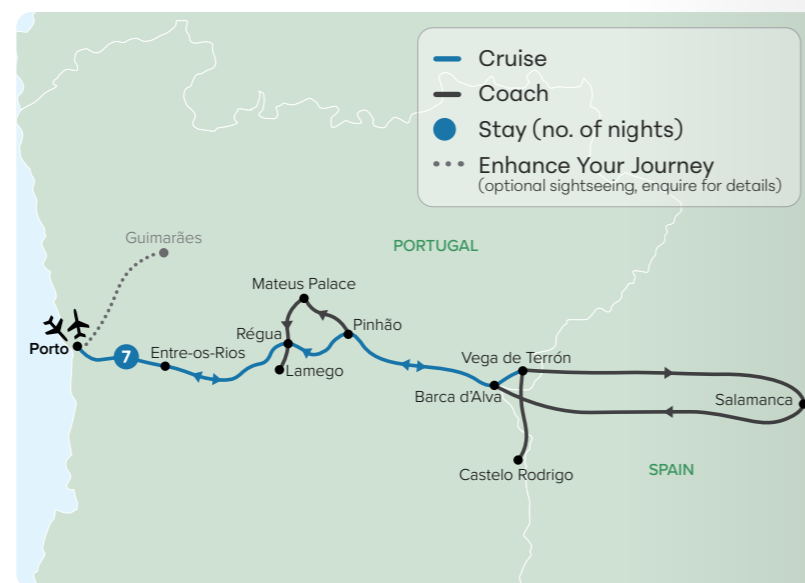 Cruise
Coach
Stay (no. of nights)
Enhance Your Journey
(optional sightseeing, enquire for details)
Guimarães
PORTUGAL
Mateus Palace
Pinhão
Régua
Porto
7
Entre-os-Rios
Lamego
Vega de Terrón
Barca d'Alva
Salamanca
Castelo Rodrigo
SPAIN